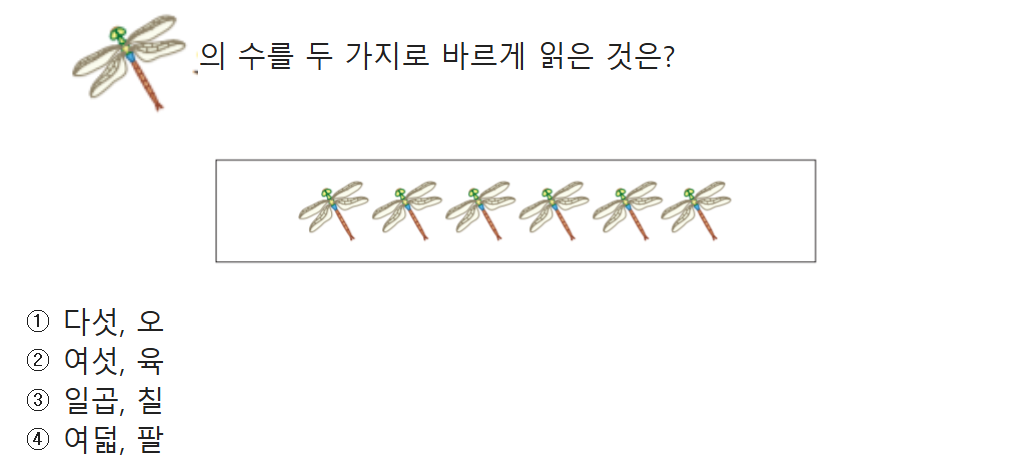 의 수를 두 가지로 바르게 읽은 것은?
① 다섯, 오
② 여섯, 육
③ 일곱, 칠
④ 여덟, 팔